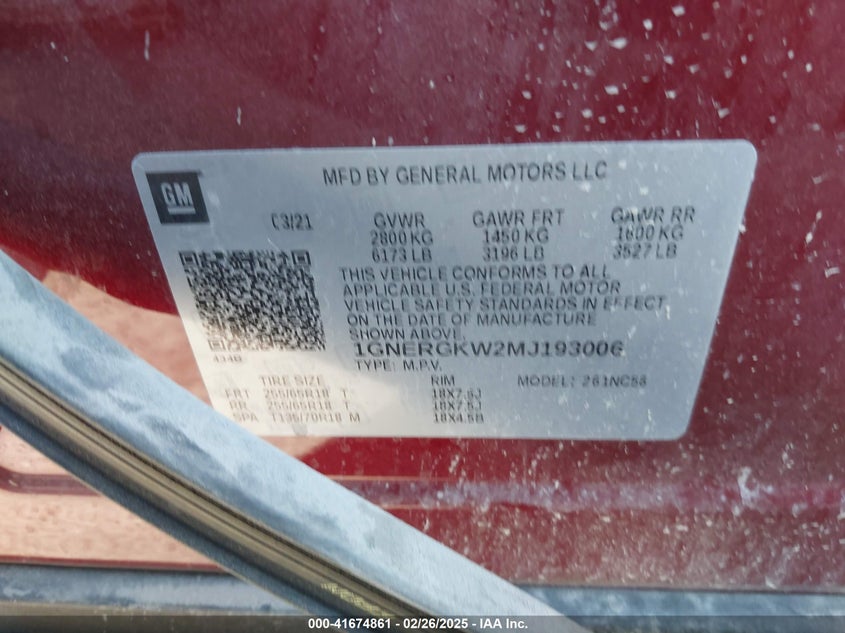 MFD BY GENERAL MOTORS LLC
GM
03/21 GVWR GAWR FRT GAWR RR
2800 KG 1450 KG 1600 KG
6173 LB 3196 LB 3527 LB
THIS VEHICLE CONFORMS TO ALL
APPLICABLE U.S. FEDERAL MOTOR
VEHICLE SAFETY STANDARDS IN EFFECT
ON THE DATE OF MANUFACTURE
SHOWN ABOVE.
434B
1GNERGKW2MJ193006
TYPE: M.P.V.
TIRE SIZE RIM MODEL: 261NC56
FRT 255/65R18 T 18X7.5J
RR 255/65R18 T 18X7.5J
SPA T135/70R18 M 18X4.5B
000-41674861 - 02/26/2025 - IAA Inc.